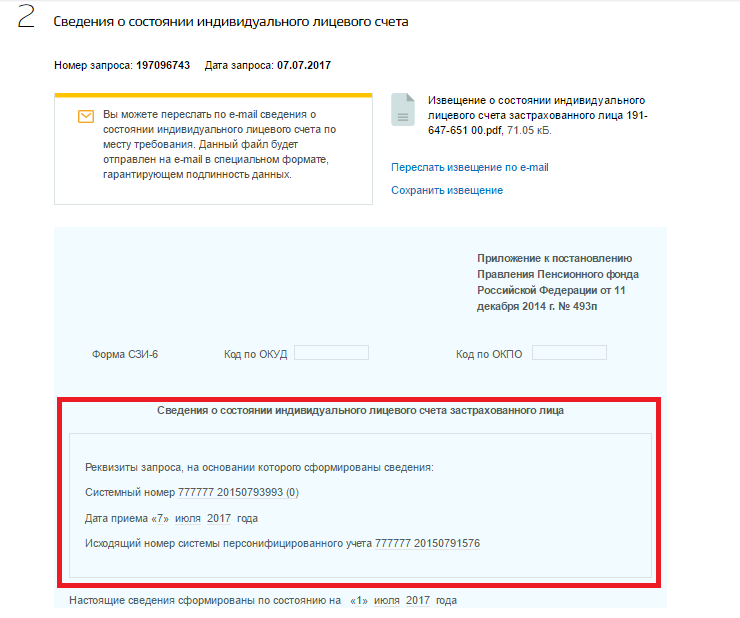 2 Сведения о состоянии индивидуального лицевого счета
Номер запроса: 197096743 Дата запроса: 07.07.2017
Вы можете переслать по e-mail сведения о
состоянии индивидуального лицевого счета по
месту требования. Данный файл будет
отправлен на e-mail в специальном формате,
гарантирующем подлинность данных.
Извещение о состоянии индивидуального
лицевого счета застрахованного лица 191-
647-651 00.pdf, 71.05 кБ.
Переслать извещение по e-mail
Сохранить извещение
Приложение к постановлению
Правления Пенсионного фонда
Российской Федерации от 11
декабря 2014 г. № 493п
Форма СЗИ-6 Код по ОКУД Код по ОКПО
Сведения о состоянии индивидуального лицевого счета застрахованного лица
Реквизиты запроса, на основании которого сформированы сведения:
Системный номер 777777 20150793993 (0)
Дата приема «7» июля 2017 года
Исходящий номер системы персонифицированного учета 777777 20150791576
Настоящие сведения сформированы по состоянию на «1» июля 2017 года